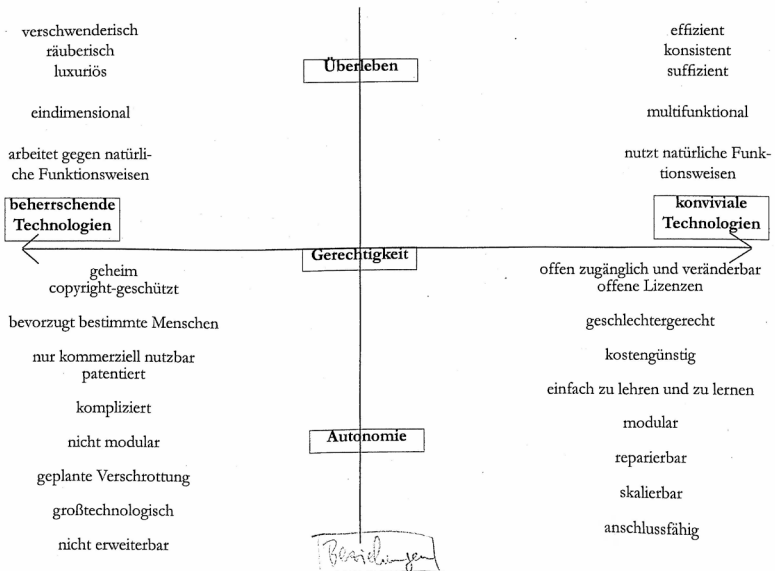 verschwenderisch
räuberisch
luxuriös
eindimensional
arbeitet gegen natürli-
che Funktionsweisen
beherrschende
Technologien
geheim
copyright-geschützt
bevorzugt bestimmte Menschen
nur kommerziell nutzbar
patentiert
kompliziert
nicht modular
geplante Verschrottung
großtechnologisch
nicht erweiterbar
Überleben
Gerechtigkeit
Autonomie
Beziehungen
effizient
konsistent
suffizient
multifunktional
nutzt natürliche Funk-
tionsweisen
konviviale
Technologien
offen zugänglich und veränderbar
offene Lizenzen
geschlechtergerecht
kostengünstig
einfach zu lehren und zu lernen
modular
reparierbar
skalierbar
anschlussfähig